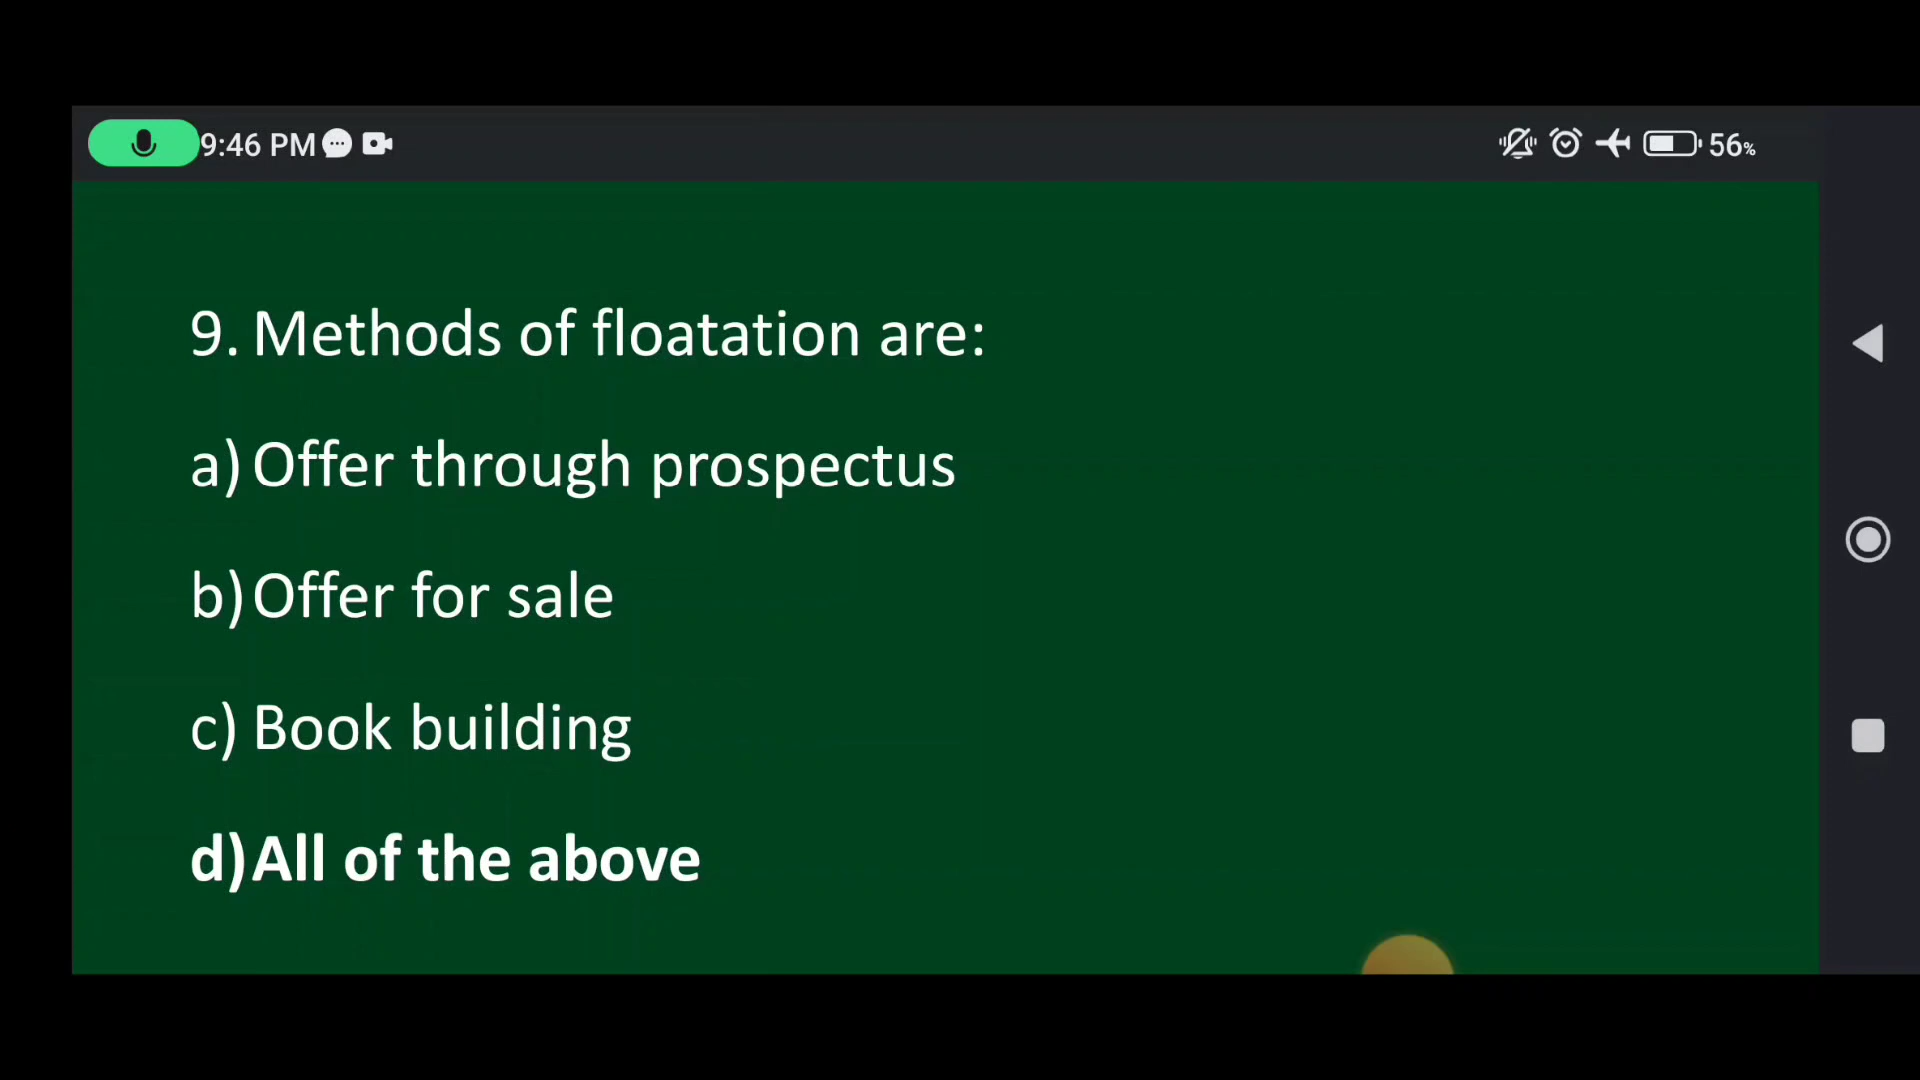 9:46 PM 56%
9. Methods of floatation are:
a) Offer through prospectus
b) Offer for sale
c) Book building
d) All of the above